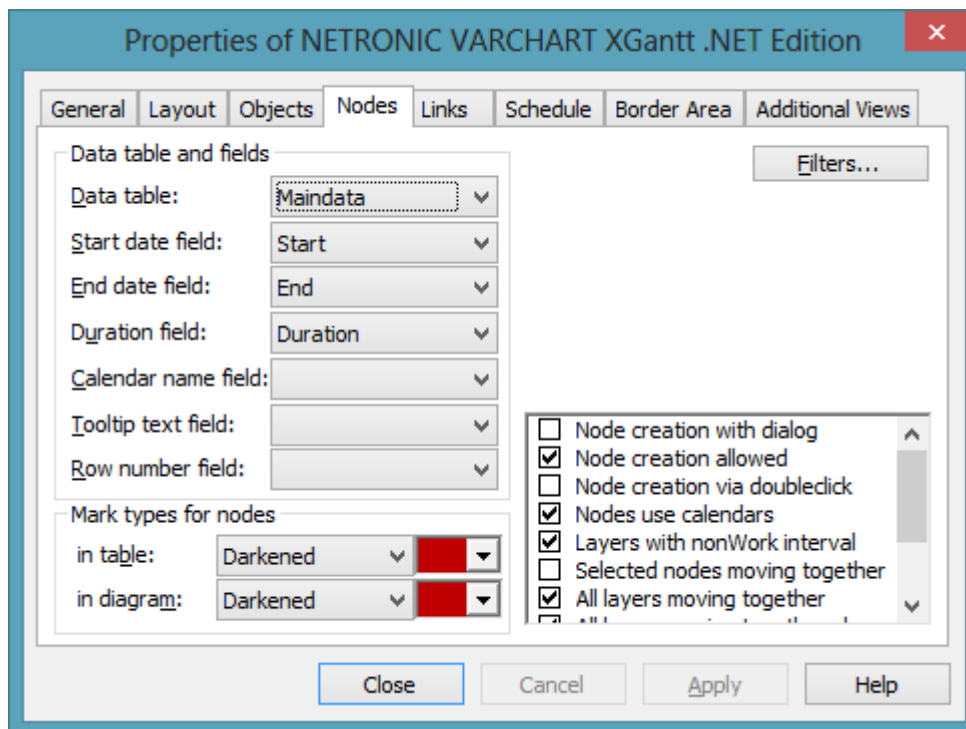 Properties of NETRONIC VARCHART XGantt .NET Edition
General Layout Objects Nodes Links Schedule Border Area Additional Views
Data table and fields
Filters...
Data table: Maindata
Start date field: Start
End date field: End
Duration field: Duration
Calendar name field:
Tooltip text field:
Row number field:
Mark types for nodes
in table: Darkened
in diagram: Darkened
Node creation with dialog
Node creation allowed
Node creation via doubleclick
Nodes use calendars
Layers with nonWork interval
Selected nodes moving together
All layers moving together
Close Cancel Apply Help